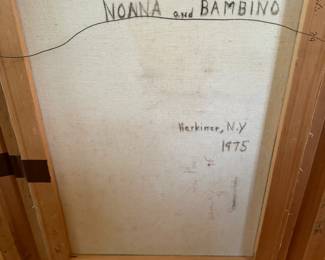 NONNA and BAMBINO
Herkimer, N.Y
1975